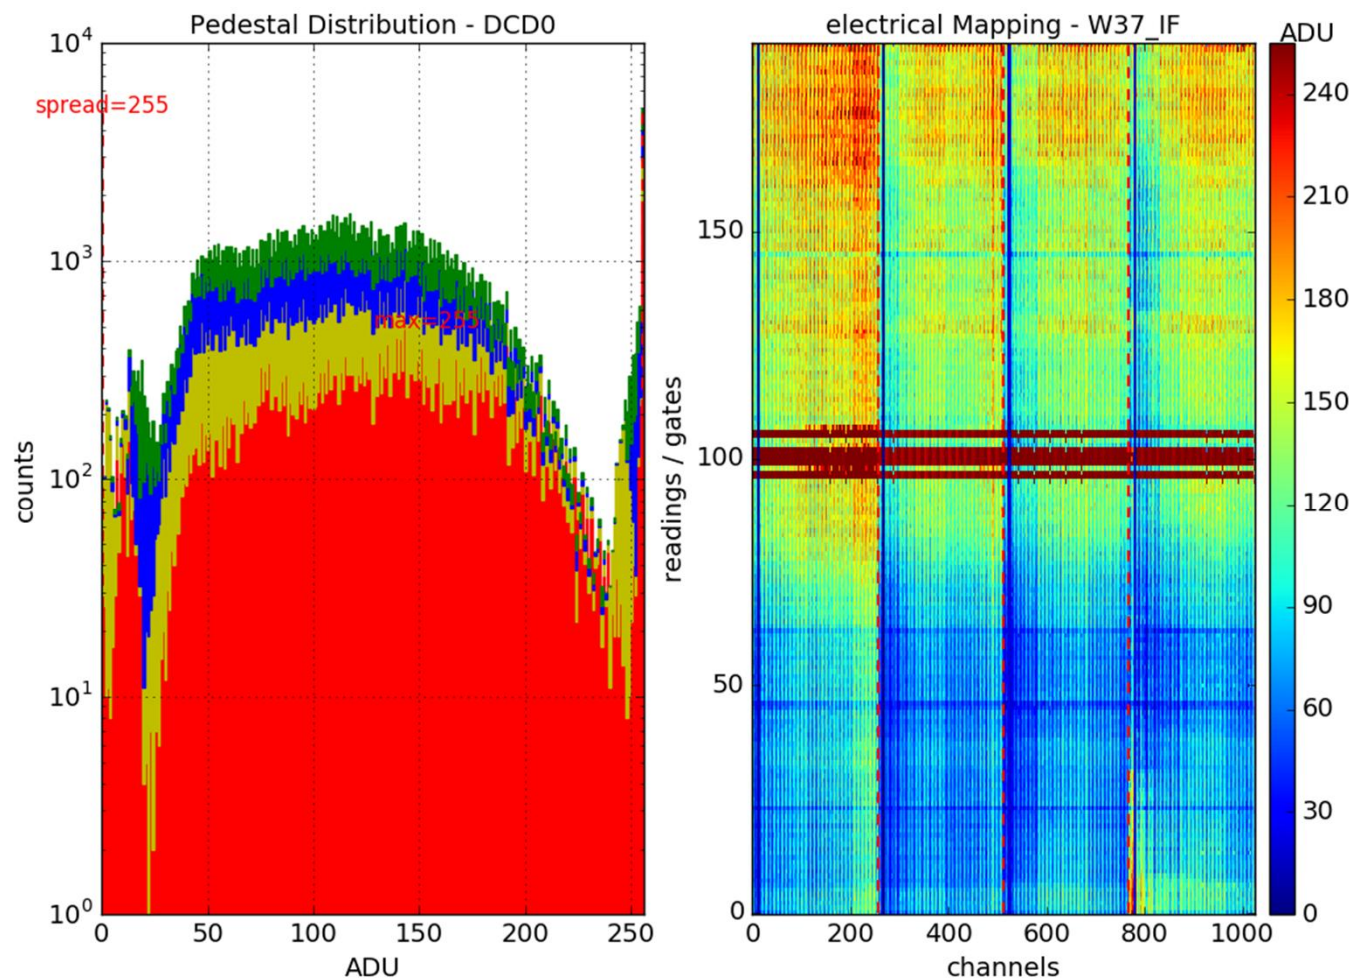 Pedestal Distribution - DCD0
10^4
10^3
10^2
10^1
10^0
counts
spread=255
max=255
0 50 100 150 200 250
ADU
electrical Mapping - W37_IF
150
100
50
0
readings / gates
0 200 400 600 800 1000
channels
ADU
240
210
180
150
120
90
60
30
0